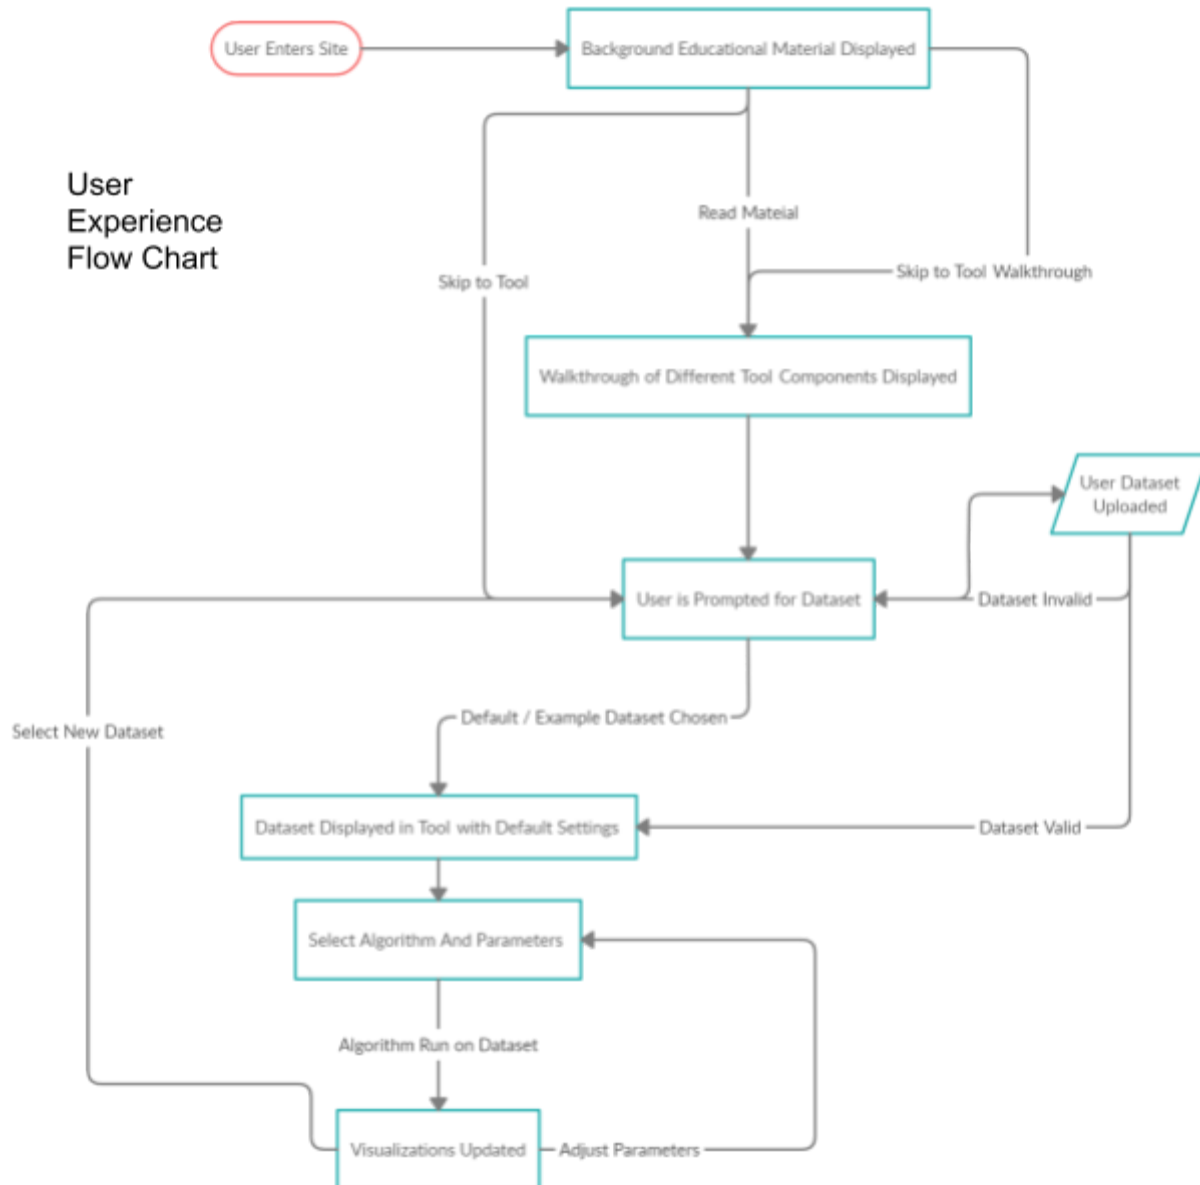 User Enters Site
Background Educational Material Displayed
User
Experience
Flow Chart
Read Mateial
Skip to Tool Walkthrough
Skip to Tool
Walkthrough of Different Tool Components Displayed
User Dataset
Uploaded
User is Prompted for Dataset
Dataset Invalid
Default / Example Dataset Chosen
Select New Dataset
Dataset Displayed in Tool with Default Settings
Dataset Valid
Select Algorithm And Parameters
Algorithm Run on Dataset
Visualizations Updated
Adjust Parameters